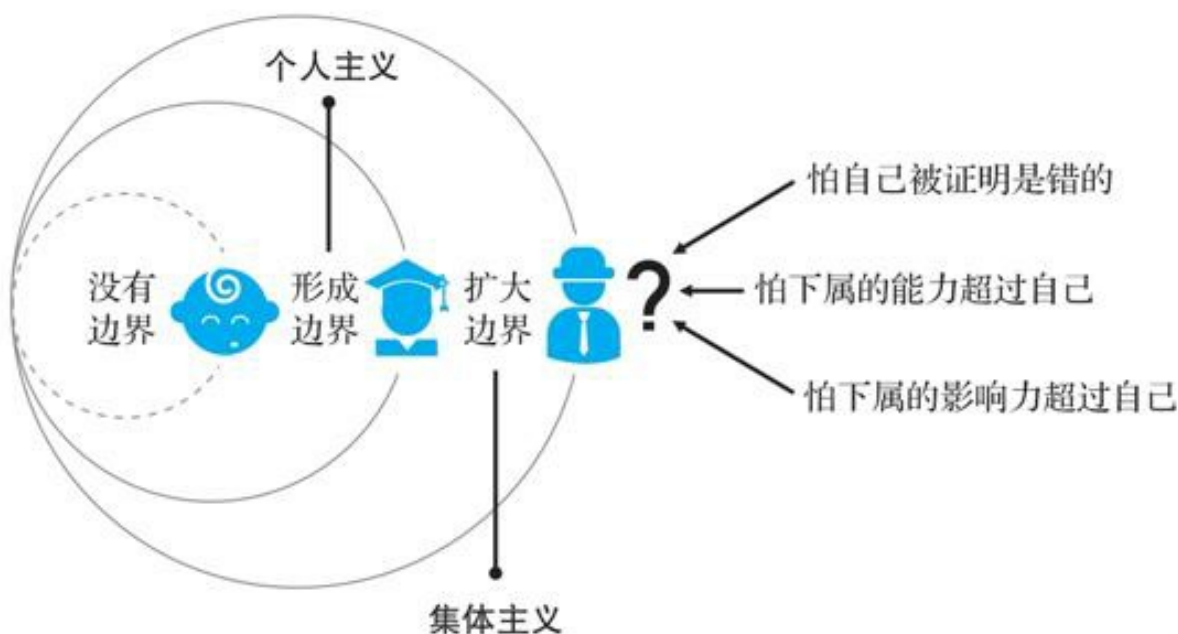 个人主义
怕自己被证明是错的
没有
边界
形成
边界
扩大
边界
?
怕下属的能力超过自己
怕下属的影响力超过自己
集体主义